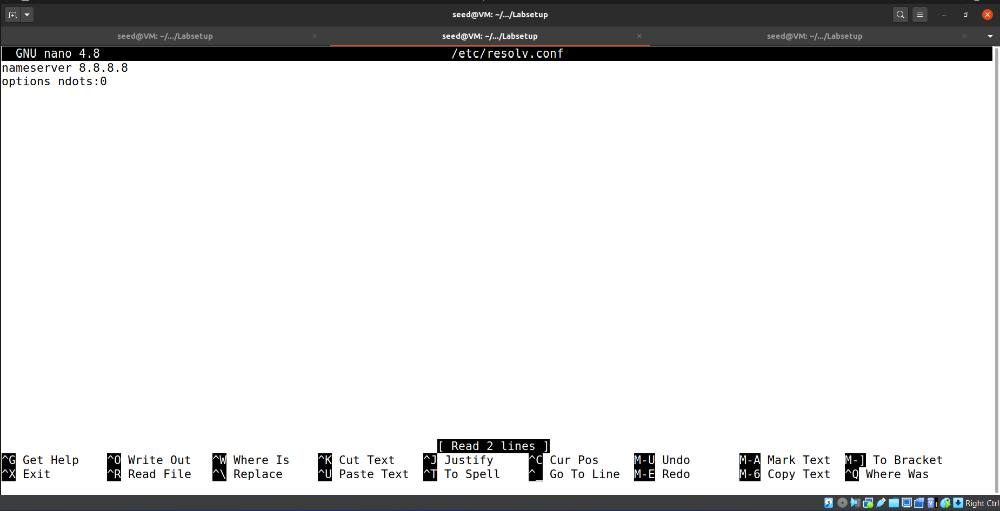 seed@VM: ~/.../Labsetup
seed@VM: ~/.../Labsetup
seed@VM: ~/.../Labsetup
seed@VM: ~/.../Labsetup
GNU nano 4.8 /etc/resolv.conf
nameserver 8.8.8.8
options ndots:0
[ Read 2 lines ]
^G Get Help ^O Write Out ^W Where Is ^K Cut Text ^J Justify ^C Cur Pos M-U Undo M-A Mark Text M-] To Bracket
^X Exit ^R Read File ^\ Replace ^U Paste Text ^T To Spell ^_ Go To Line M-E Redo M-6 Copy Text ^Q Where Was
Right Ctrl